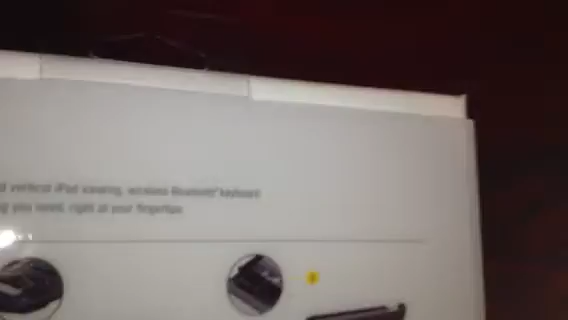 vertical iPad viewing, wireless Bluetooth® keyboard
you need, right at your fingertips